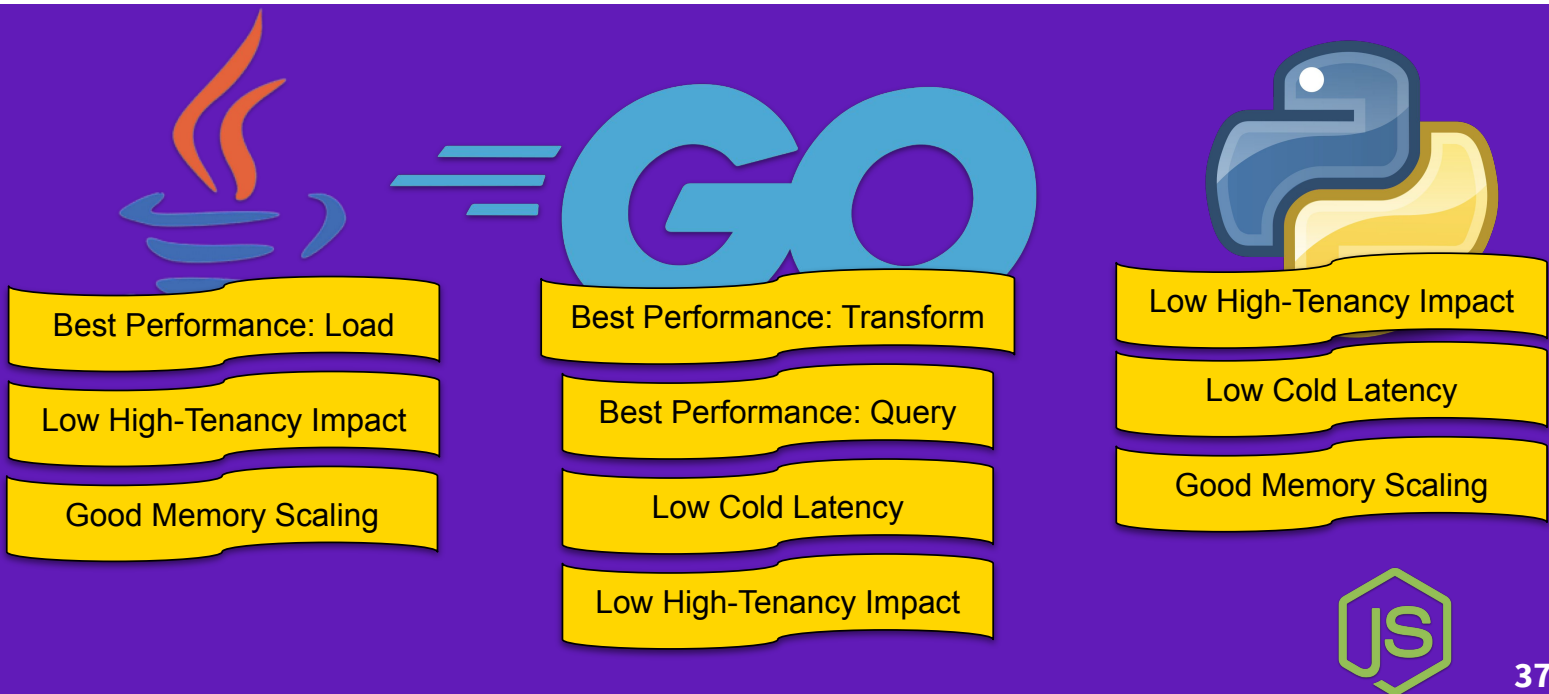 GO
Best Performance: Load
Low High-Tenancy Impact
Good Memory Scaling
Best Performance: Transform
Best Performance: Query
Low Cold Latency
Low High-Tenancy Impact
Low High-Tenancy Impact
Low Cold Latency
Good Memory Scaling
JS
37